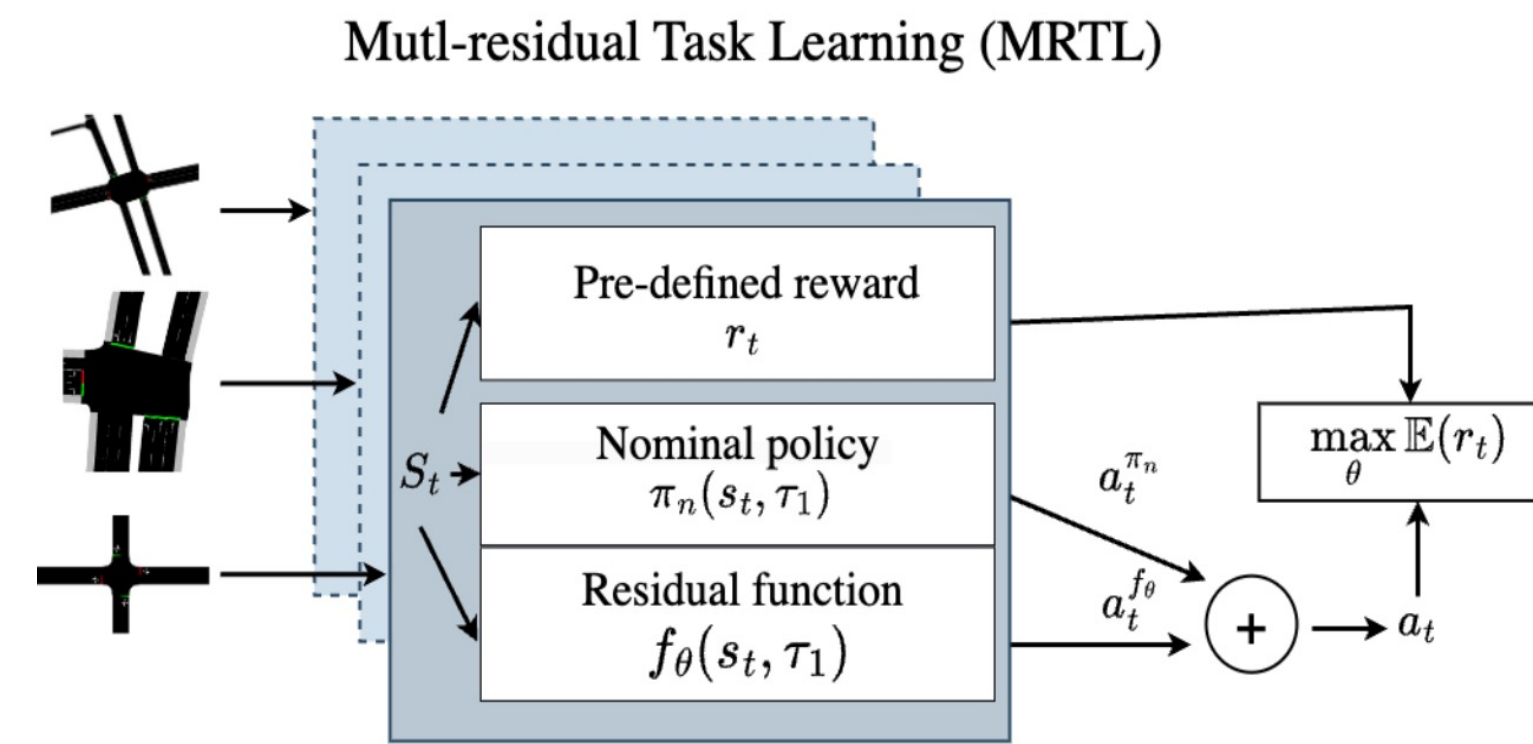 Mutl-residual Task Learning (MRTL)
Pre-defined reward
r_t
S_t
Nominal policy
π_n(s_t, τ_1)
Residual function
f_θ(s_t, τ_1)
a_t^{π_n}
a_t^{f_θ}
+
a_t
max_θ 𝔼(r_t)